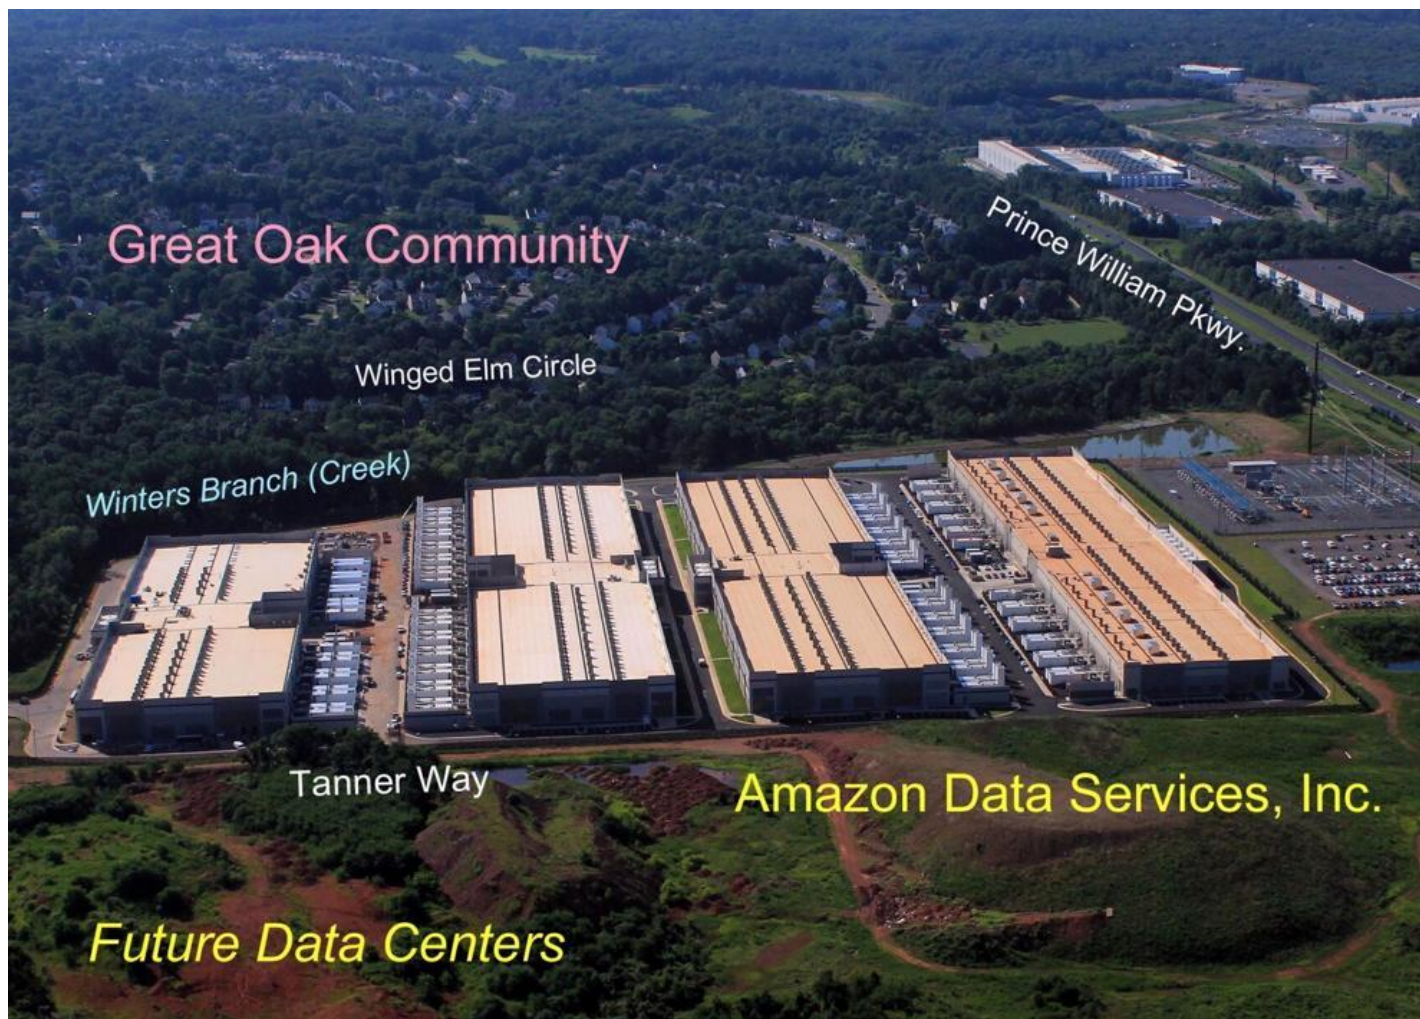 Great Oak Community
Prince William Pkwy.
Winged Elm Circle
Winters Branch (Creek)
Tanner Way
Amazon Data Services, Inc.
Future Data Centers